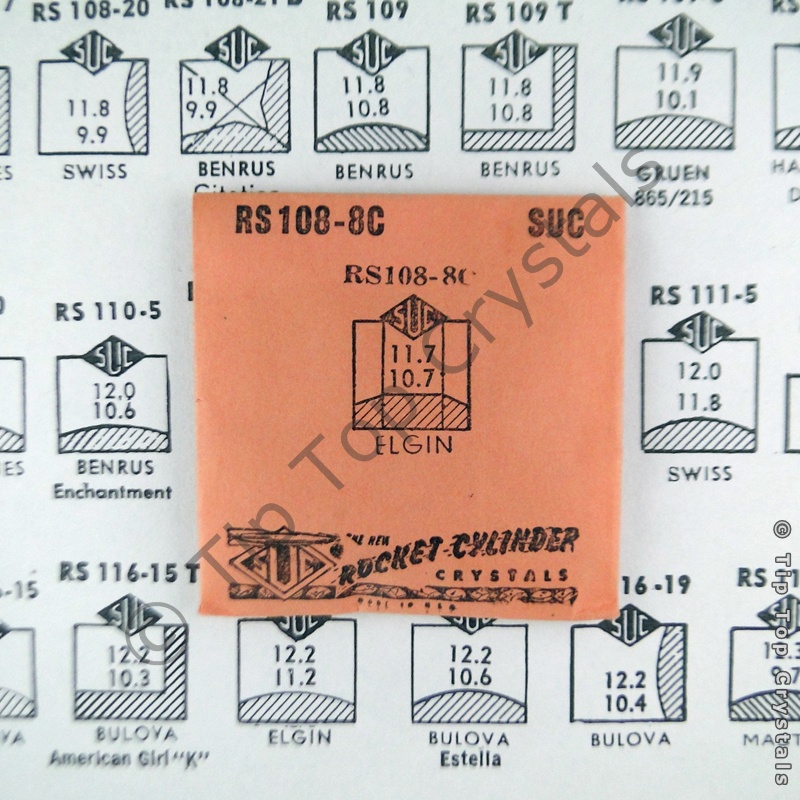 RS 108-20
RS 109
RS 109 T
SUC
SUC
SUC
SUC
SUC
11.8
9.9
11.8
9.9
11.8
10.8
11.8
10.8
11.9
10.1
SWISS
BENRUS
BENRUS
BENRUS
GRUEN
865/215
RS 108-8C
SUC
RS108-8C
SUC
11.7
10.7
ELGIN
THE NEW
ROCKET-CYLINDER
CRYSTALS
SUC
RS 110-5
SUC
12.0
10.6
BENRUS
Enchantment
RS 111-5
SUC
12.0
11.8
SWISS
RS 116-15 T
16-19
SUC
SUC
SUC
SUC
SUC
12.2
10.3
12.2
11.2
12.2
10.6
12.2
10.4
BULOVA
American Girl "K"
ELGIN
BULOVA
Estella
BULOVA
© Tip Top Crystals
© Tip Top Crystals